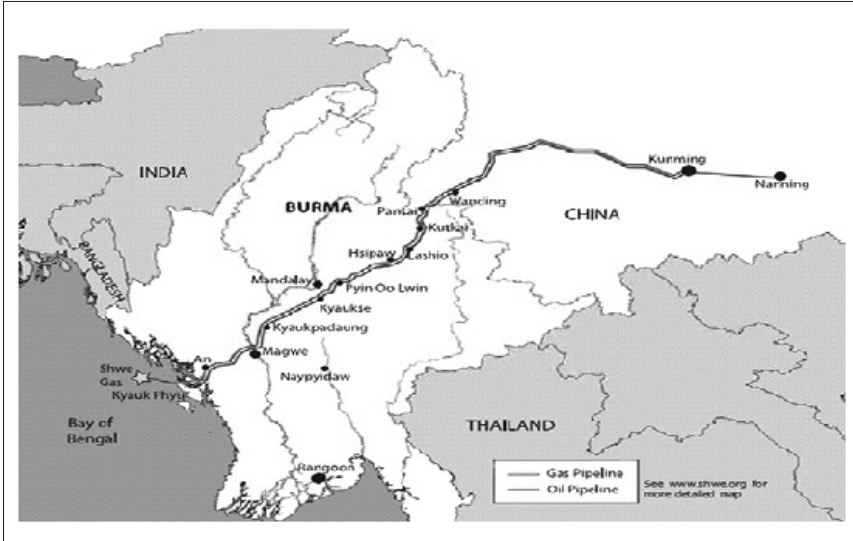 INDIA
BURMA
BANGLADESH
CHINA
Kunming
Nanning
Wanding
Kutkai
Hsipaw
Lashio
Mandalay
Pyin Oo Lwin
Kyaukse
Kyaukpadaung
Magwe
An
Shwe
Gas
Kyauk Phyu
Naypyidaw
Bay of
Bengal
THAILAND
Rangoon
Gas Pipeline
Oil Pipeline
See www.shwe.org for
more detailed map